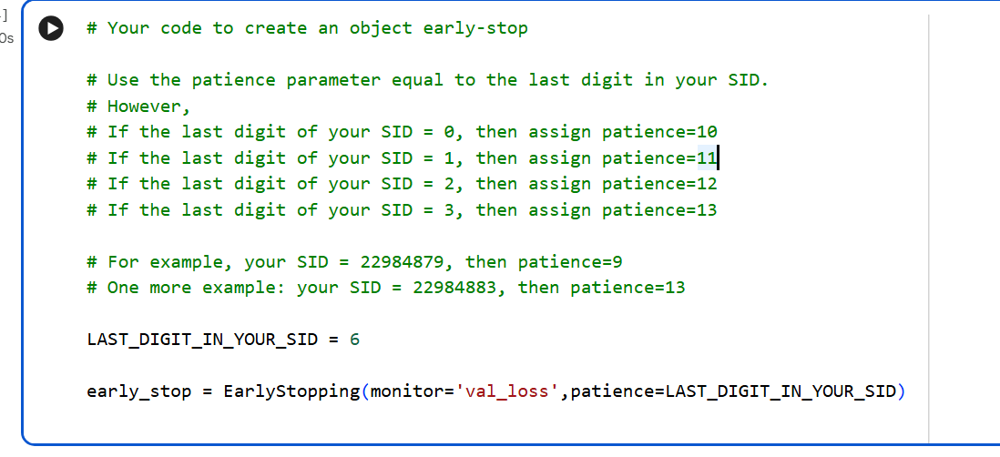 ]
0s
# Your code to create an object early-stop
# Use the patience parameter equal to the last digit in your SID.
# However,
# If the last digit of your SID = 0, then assign patience=10
# If the last digit of your SID = 1, then assign patience=11
# If the last digit of your SID = 2, then assign patience=12
# If the last digit of your SID = 3, then assign patience=13
# For example, your SID = 22984879, then patience=9
# One more example: your SID = 22984883, then patience=13
LAST_DIGIT_IN_YOUR_SID = 6
early_stop = EarlyStopping(monitor='val_loss',patience=LAST_DIGIT_IN_YOUR_SID)